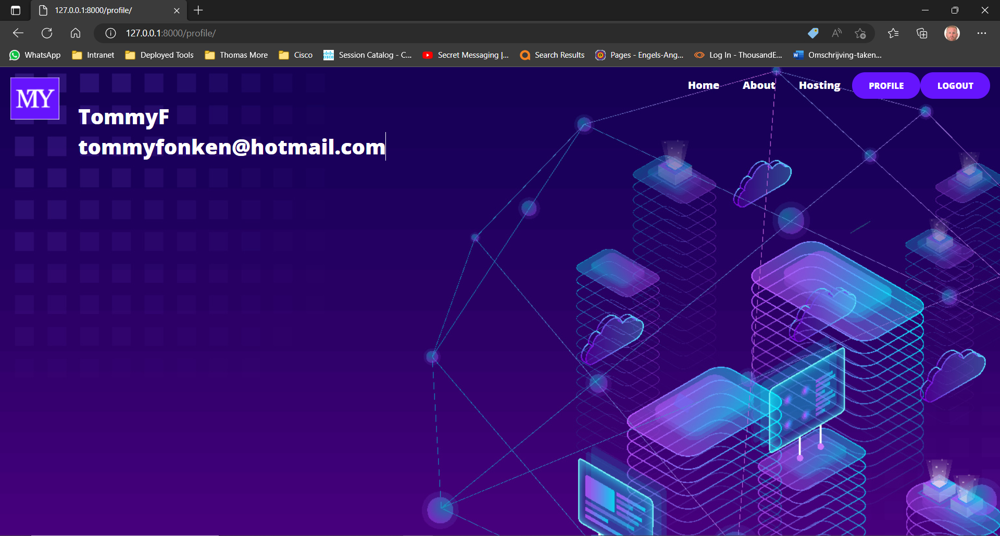 127.0.0.1:8000/profile/
127.0.0.1:8000/profile/
WhatsApp Intranet Deployed Tools Thomas More Cisco Session Catalog - C... Secret Messaging |... Search Results Pages - Engels-Ang... Log In - ThousandE... Omschrijving-taken...
MTY
Home About Hosting PROFILE LOGOUT
TommyF
tommyfonken@hotmail.com